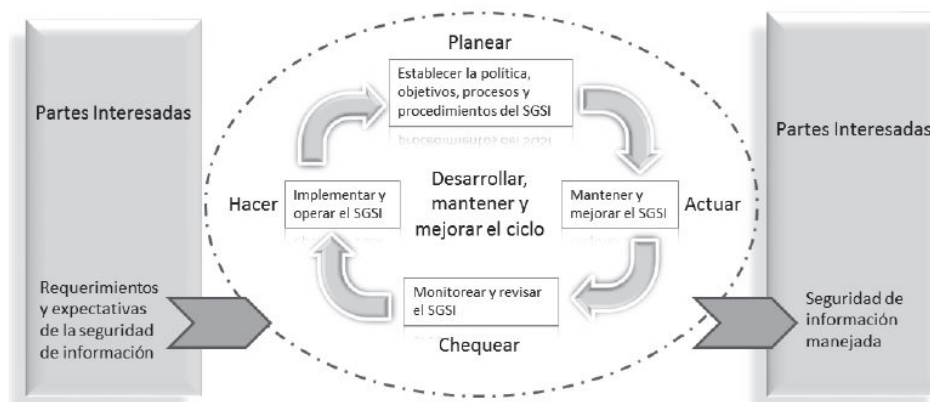 Partes Interesadas
Requerimientos
y expectativas
de la seguridad
de información
Planear
Establecer la política,
objetivos, procesos y
procedimientos del SGSI
Hacer
Implementar y
operar el SGSI
Desarrollar,
mantener y
mejorar el ciclo
Mantener y
mejorar el SGSI
Actuar
Monitorear y revisar
el SGSI
Chequear
Partes Interesadas
Seguridad de
información
manejada